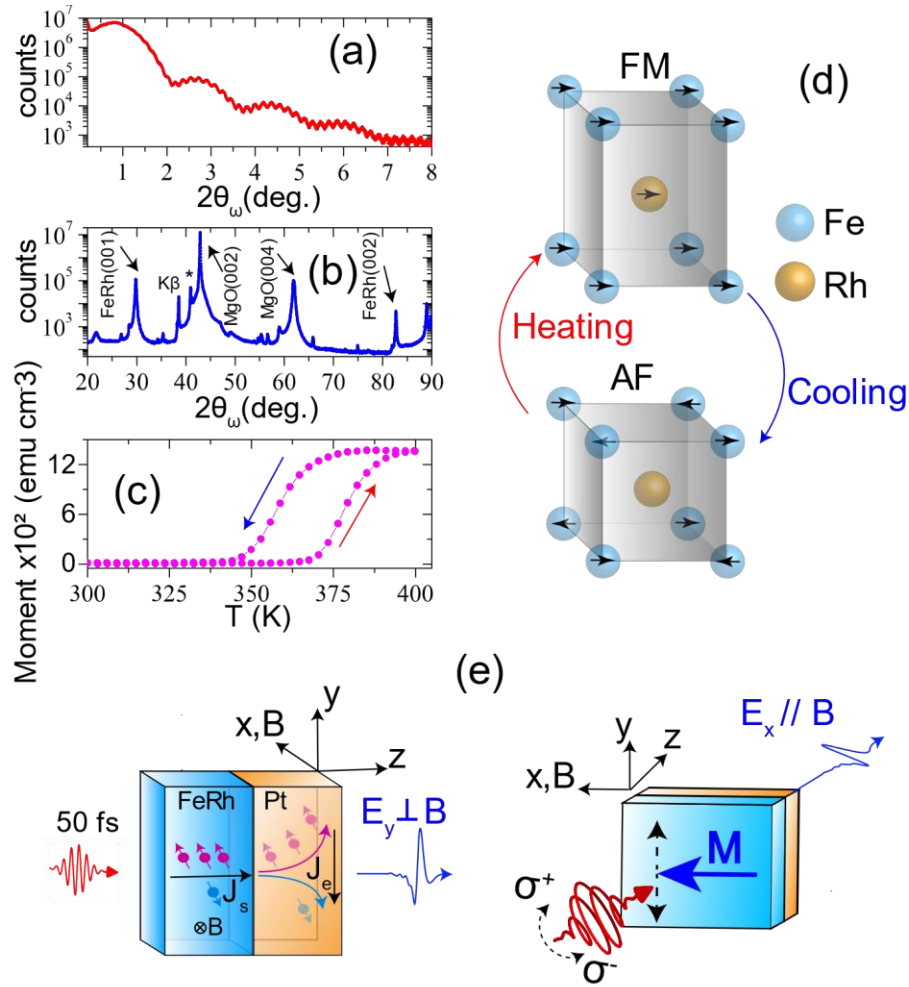 (a)
counts
10⁷
10⁶
10⁵
10⁴
10³
1 2 3 4 5 6 7 8
2θω(deg.)
(b)
counts
10⁷
10⁵
10³
FeRh(001)
Kβ
*
MgO(002)
MgO(004)
FeRh(002)
20 30 40 50 60 70 80 90
2θω(deg.)
(c)
Moment x10² (emu cm⁻3)
12
6
0
300 325 350 375 400
T (K)
(d)
FM
Fe
Rh
Heating
AF
Cooling
(e)
50 fs
FeRh
Pt
Js
Je
⊗B
x,B
y
z
Ey⊥B
Ex // B
y
z
x,B
M
σ⁺
σ⁻